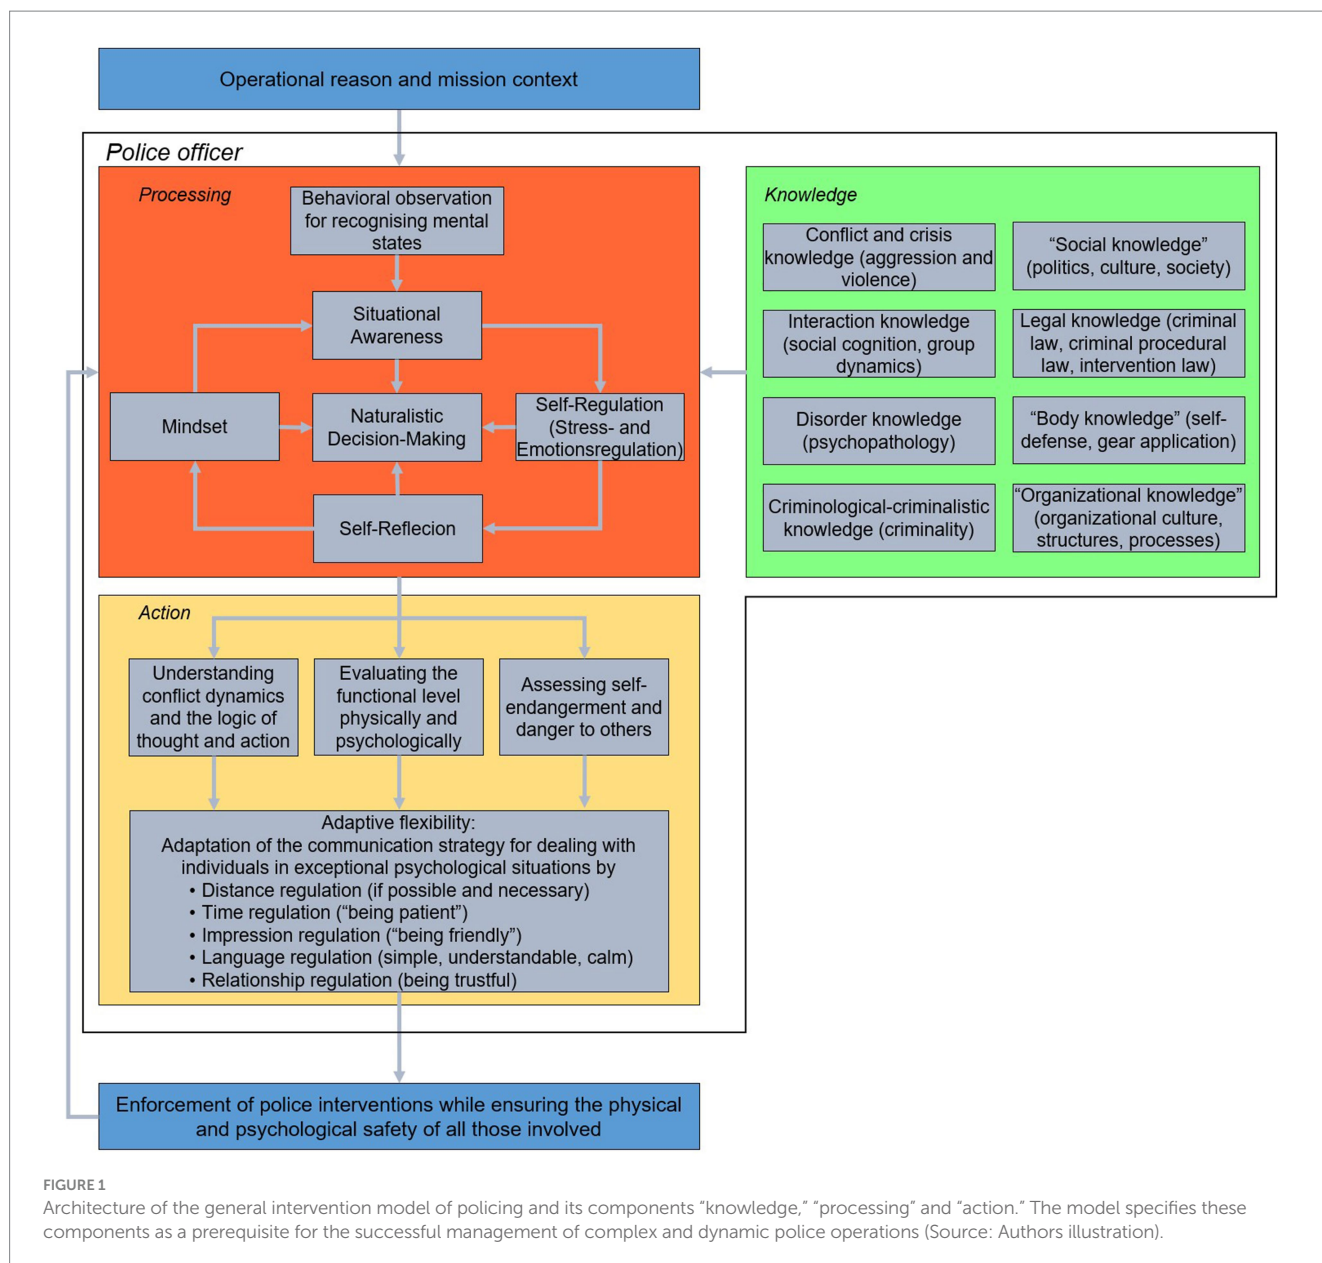 Operational reason and mission context
Police officer
Processing
Behavioral observation
for recognising mental
states
Situational
Awareness
Mindset
Naturalistic
Decision-Making
Self-Regulation
(Stress- and
Emotionsregulation)
Self-Reflecion
Knowledge
Conflict and crisis
knowledge (aggression and
violence)
“Social knowledge”
(politics, culture, society)
Interaction knowledge
(social cognition, group
dynamics)
Legal knowledge (criminal
law, criminal procedural
law, intervention law)
Disorder knowledge
(psychopathology)
“Body knowledge” (self-
defense, gear application)
Criminological-criminalistic
knowledge (criminality)
“Organizational knowledge”
(organizational culture,
structures, processes)
Action
Understanding
conflict dynamics
and the logic of
thought and action
Evaluating the
functional level
physically and
psychologically
Assessing self-
endangerment and
danger to others
Adaptive flexibility:
Adaptation of the communication strategy for dealing with
individuals in exceptional psychological situations by
• Distance regulation (if possible and necessary)
• Time regulation (“being patient”)
• Impression regulation (“being friendly”)
• Language regulation (simple, understandable, calm)
• Relationship regulation (being trustful)
Enforcement of police interventions while ensuring the physical
and psychological safety of all those involved
FIGURE 1
Architecture of the general intervention model of policing and its components “knowledge,” “processing” and “action.” The model specifies these
components as a prerequisite for the successful management of complex and dynamic police operations (Source: Authors illustration).